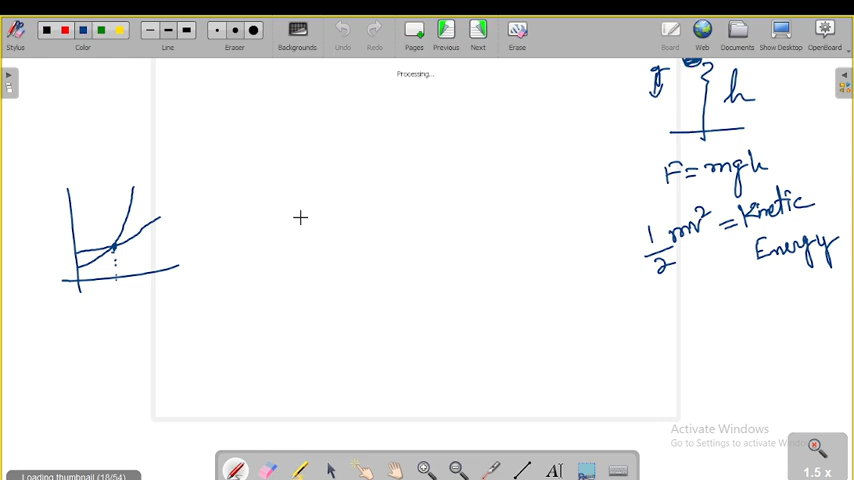 Stylus Color Line Eraser Backgrounds Undo Redo Pages Previous Next Erase Board Web Documents Show Desktop OpenBoard
Processing...
h
F = mgh
1/2 mv² = Kinetic
Energy
Activate Windows
Go to Settings to activate Windows
1.5 x
Loading thumbnail (18/54)